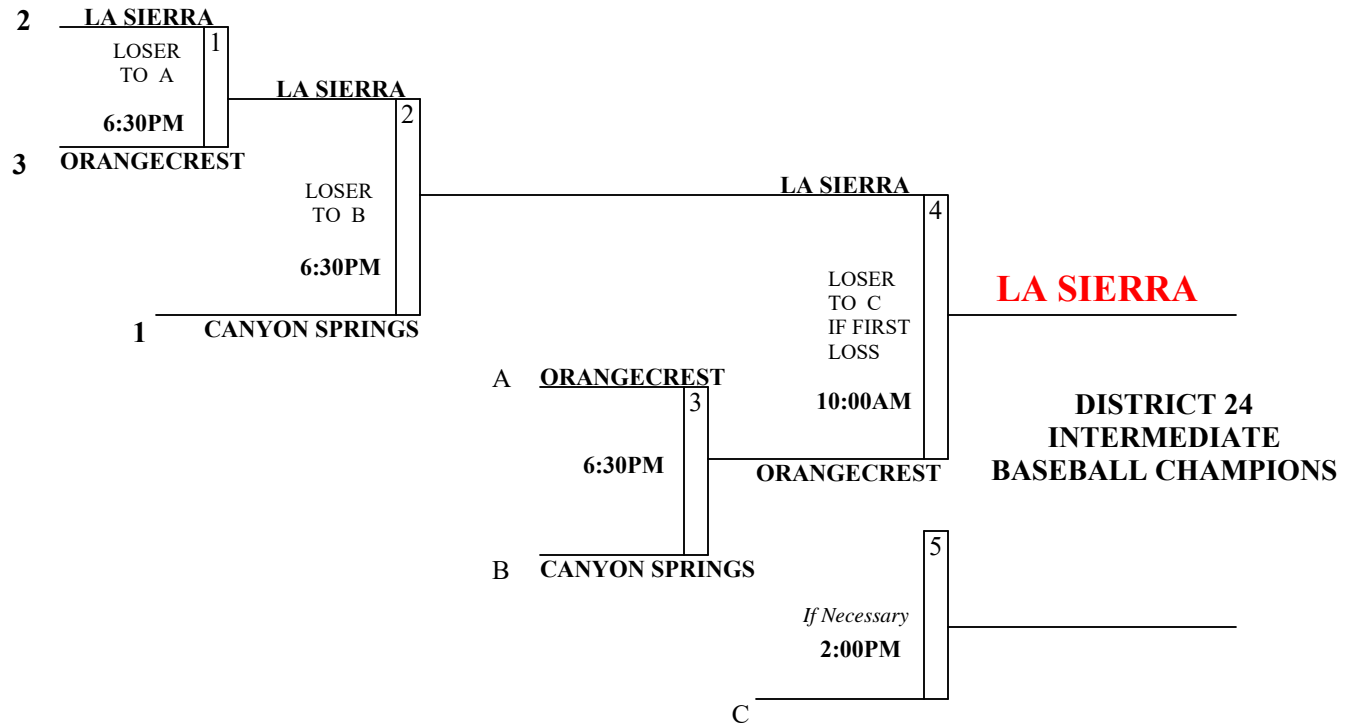 2
LA SIERRA
1
LOSER
TO A
6:30PM
3
ORANGECREST
LA SIERRA
2
LOSER
TO B
6:30PM
1
CANYON SPRINGS
LA SIERRA
4
LOSER
TO C
IF FIRST
LOSS
10:00AM
LA SIERRA
DISTRICT 24
INTERMEDIATE
BASEBALL CHAMPIONS
A
ORANGECREST
3
6:30PM
ORANGECREST
B
CANYON SPRINGS
5
If Necessary
2:00PM
C